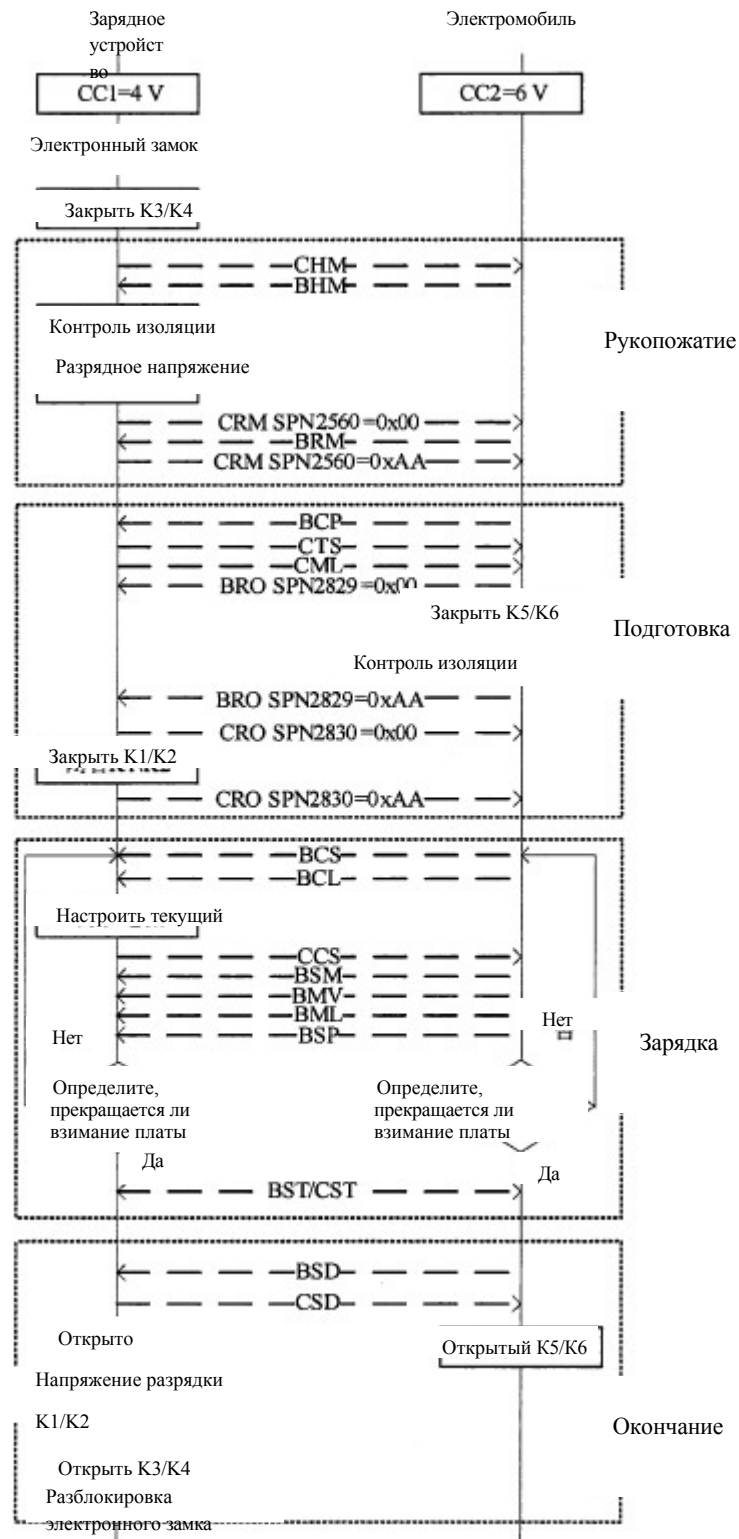 Зарядное
устройст
во
Электромобиль
CC1=4 V
CC2=6 V
Электронный замок
Закрыть K3/K4
CHM
BHM
Контроль изоляции
Рукопожатие
Разрядное напряжение
CRM SPN2560=0x00
BRM
CRM SPN2560=0xAA
BCP
CTS
CML
BRO SPN2829=0x00
Закрыть K5/K6
Подготовка
Контроль изоляции
BRO SPN2829=0xAA
CRO SPN2830=0x00
Закрыть K1/K2
CRO SPN2830=0xAA
BCS
BCL
Настроить текущий
CCS
BSM
BMV
BML
Нет
BSP
Нет
Зарядка
Определите,
прекращается ли
взимание платы
Определите,
прекращается ли
взимание платы
Да
Да
BST/CST
BSD
CSD
Открыто
Открытый K5/K6
Напряжение разрядки
K1/K2
Окончание
Открыть K3/K4
Разблокировка
электронного замка